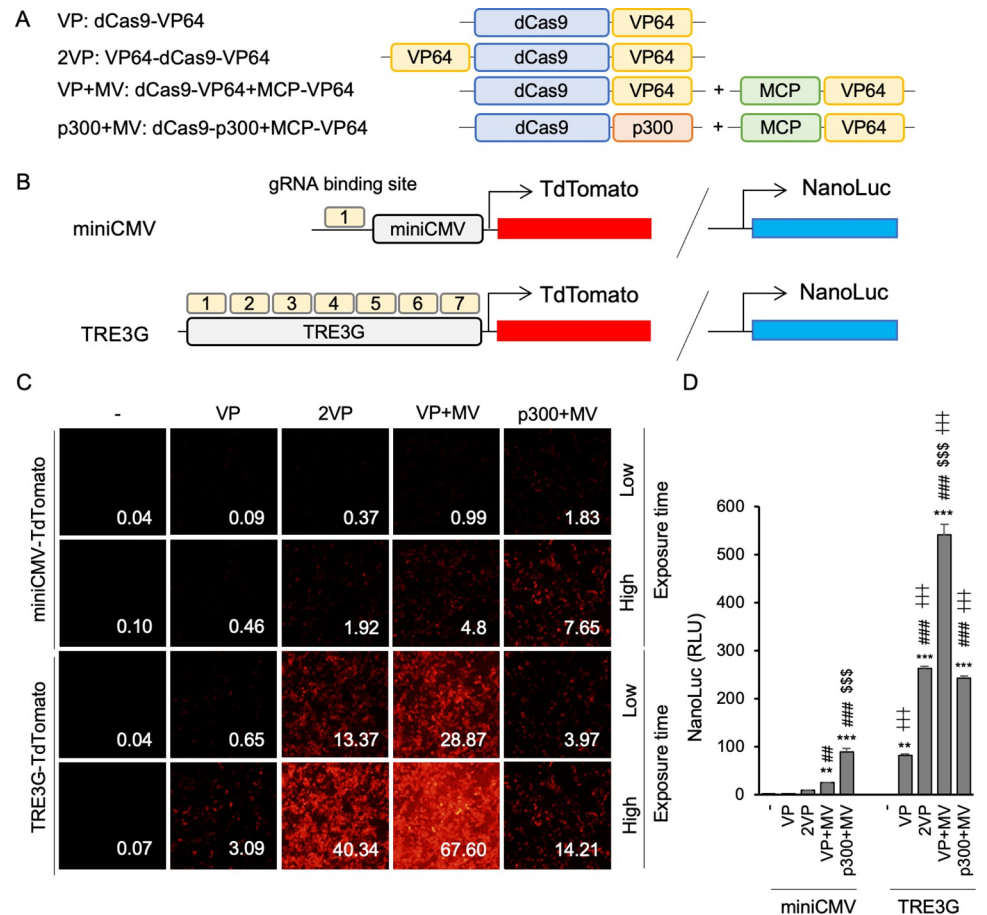 A
VP: dCas9-VP64
dCas9 VP64
2VP: VP64-dCas9-VP64
VP64 dCas9 VP64
VP+MV: dCas9-VP64+MCP-VP64
dCas9 VP64 + MCP VP64
p300+MV: dCas9-p300+MCP-VP64
dCas9 p300 + MCP VP64
B
gRNA binding site
miniCMV
1
miniCMV
TdTomato
NanoLuc
TRE3G
1 2 3 4 5 6 7
TRE3G
TdTomato
NanoLuc
C
- VP 2VP VP+MV p300+MV
miniCMV-TdTomato
0.04 0.09 0.37 0.99 1.83
Low
0.10 0.46 1.92 4.8 7.65
High
Exposure time
TRE3G-TdTomato
0.04 0.65 13.37 28.87 3.97
Low
0.07 3.09 40.34 67.60 14.21
High
Exposure time
D
NanoLuc (RLU)
600
500
400
300
200
100
0
** ##
*** ### $$$
** ‡‡
*** ### ‡‡
*** ### $$$ ‡‡
*** ### ‡‡
- VP 2VP VP+MV p300+MV
- VP 2VP VP+MV p300+MV
miniCMV TRE3G